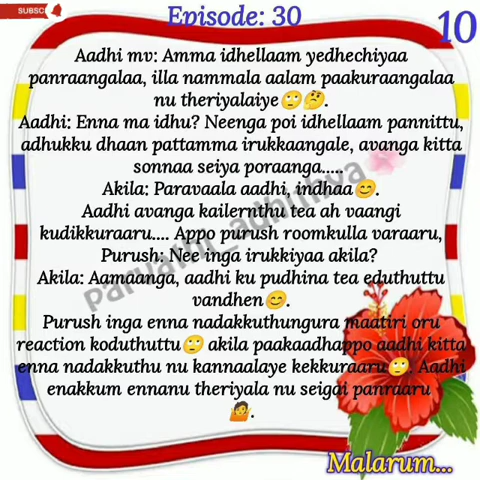 SUBSC
Episode: 30
10
Aadhi mv: Amma idhellaam yedhechiyaa
panraangalaa, illa nammala aalam paakuraangalaa
nu theriyalaiye🙄🤔.
Aadhi: Enna ma idhu? Neenga poi idhellaam pannittu,
adhukku dhaan pattamma irukkaangale, avanga kitta
sonnaa seiya poraanga.....
Akila: Paravaala aadhi, indhaa😊.
Aadhi avanga kailernthu tea ah vaangi
kudikkuraaru.... Appo purush roomkulla varaaru,
Purush: Nee inga irukkiyaa akila?
Akila: Aamaanga, aadhi ku pudhina tea eduthuttu
vandhen😊.
Purush inga enna nadakkuthungura maatiri oru
reaction koduthuttu🙄 akila paakaadhappo aadhi kitta
enna nadakkuthu nu kannaalaye kekkuraaru🙄. Aadhi
enakkum ennanu theriyala nu seigai panraaru
🤷.
Malarum...
parvathi_adhithya